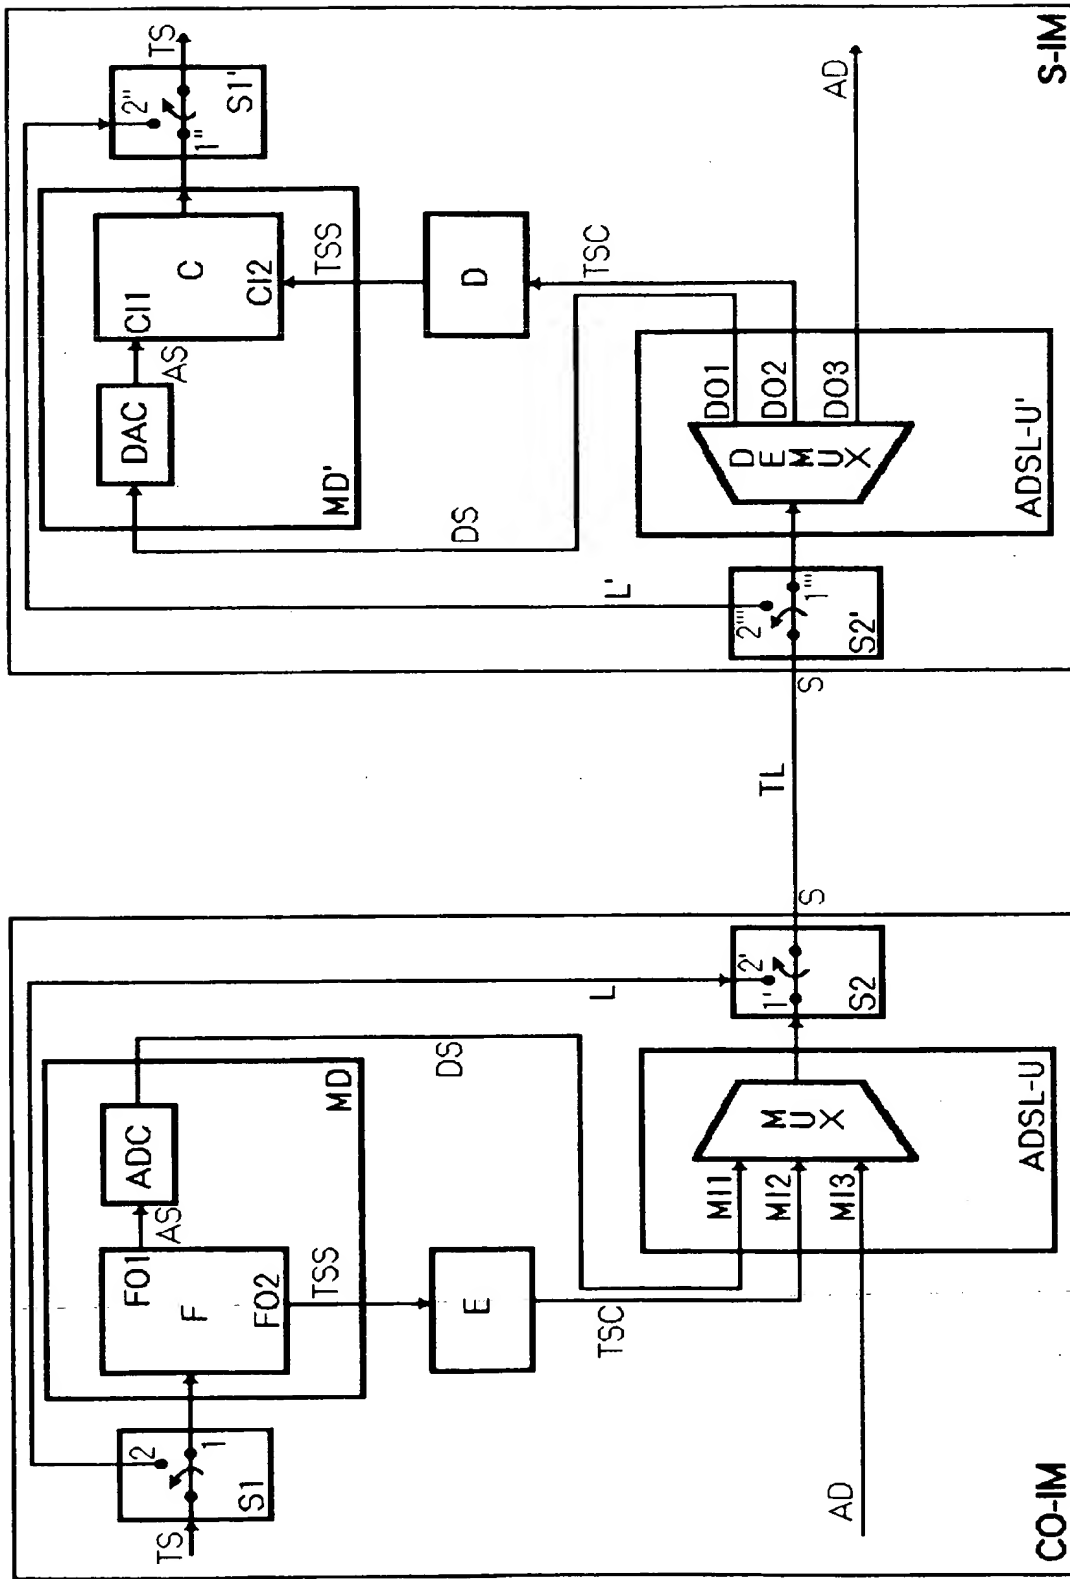 TS
S1
1
2
F
FO1
FO2
AS
ADC
MD
TSS
E
TSC
DS
L
MI1
MI2
MI3
MUX
ADSL-U
1'
2'
S2
S
AD
CO-IM
TL
S
S2'
2'''
1'''
L'
DEMUX
DO1
DO2
DO3
ADSL-U'
DS
TSC
D
TSS
DAC
AS
CI1
CI2
C
MD'
1''
2''
S1'
TS
AD
S-IM